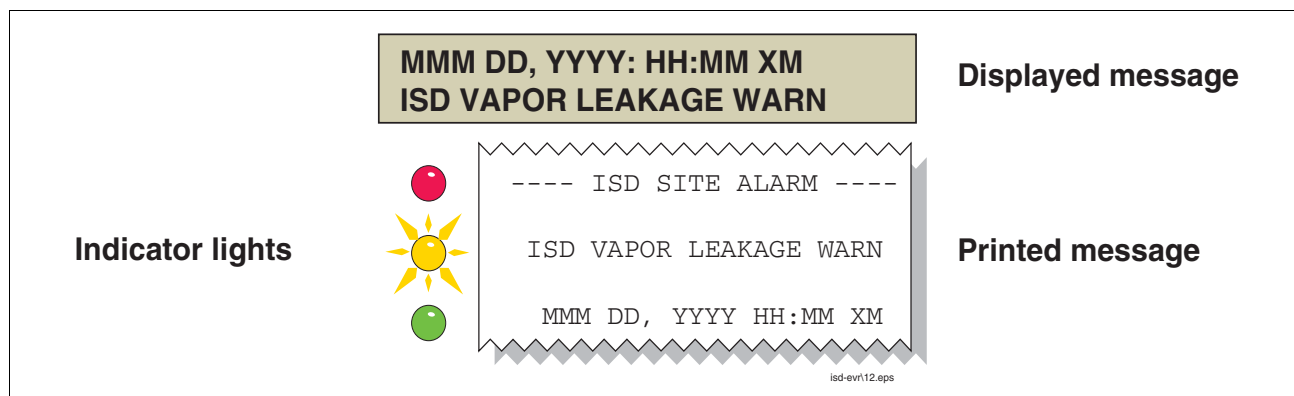 MMM DD, YYYY: HH:MM XM
ISD VAPOR LEAKAGE WARN
Displayed message
Indicator lights
---- ISD SITE ALARM ----
ISD VAPOR LEAKAGE WARN
MMM DD, YYYY HH:MM XM
Printed message
isd-evr\12.eps